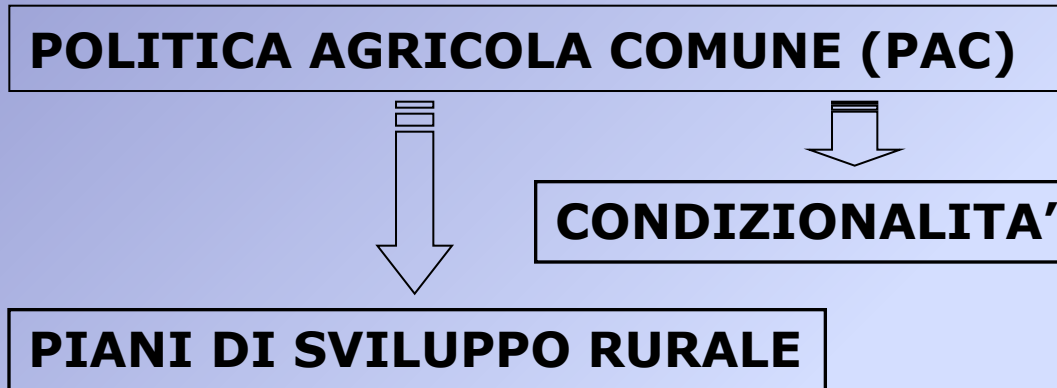 POLITICA AGRICOLA COMUNE (PAC)
CONDIZIONALITA’
PIANI DI SVILUPPO RURALE